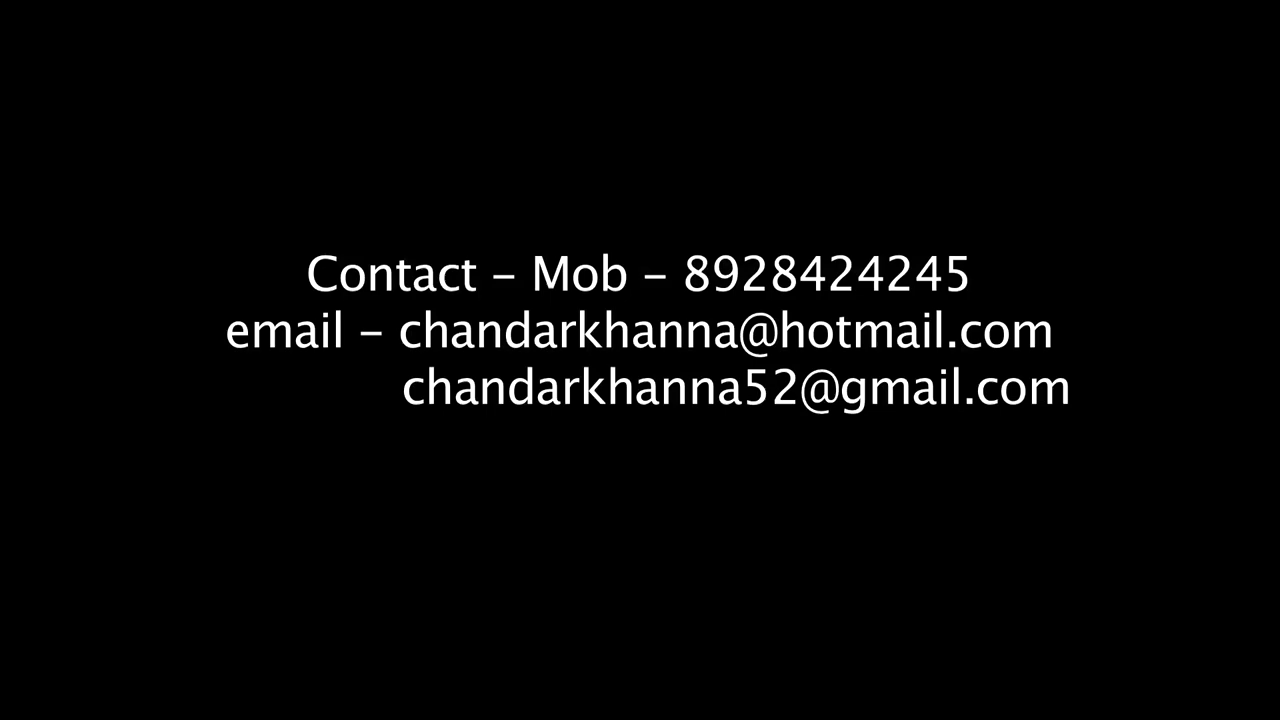 Contact – Mob – 8928424245
email – chandarkhanna@hotmail.com
chandarkhanna52@gmail.com